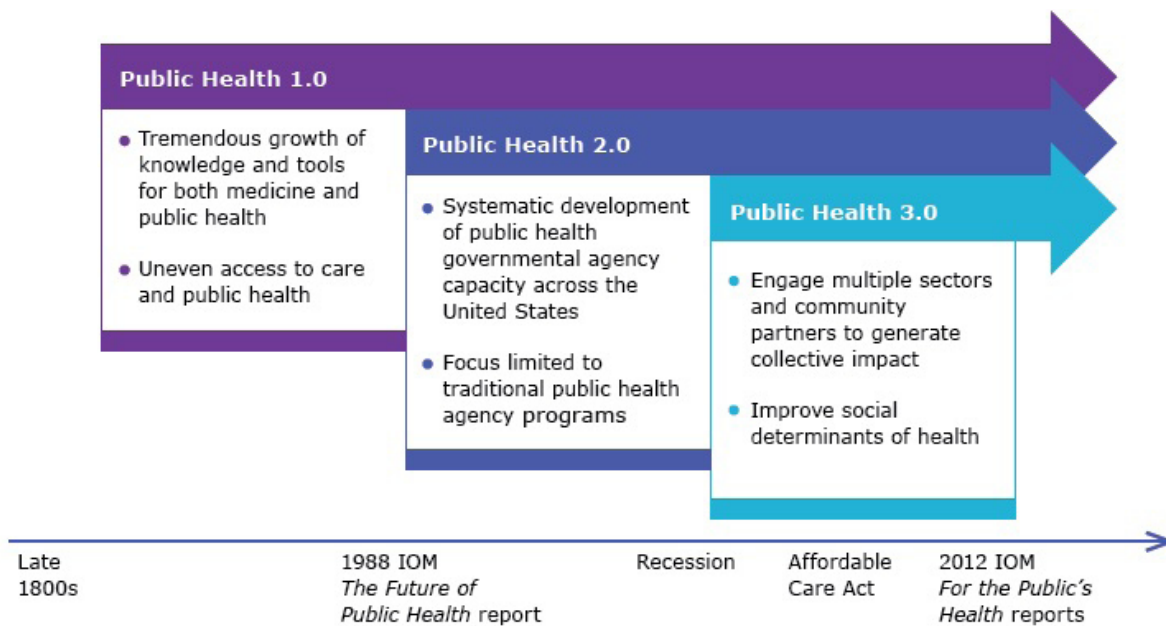 Public Health 1.0
• Tremendous growth of
knowledge and tools
for both medicine and
public health
• Uneven access to care
and public health
Public Health 2.0
• Systematic development
of public health
governmental agency
capacity across the
United States
• Focus limited to
traditional public health
agency programs
Public Health 3.0
• Engage multiple sectors
and community
partners to generate
collective impact
• Improve social
determinants of health
Late
1800s
1988 IOM
The Future of
Public Health report
Recession
Affordable
Care Act
2012 IOM
For the Public's
Health reports